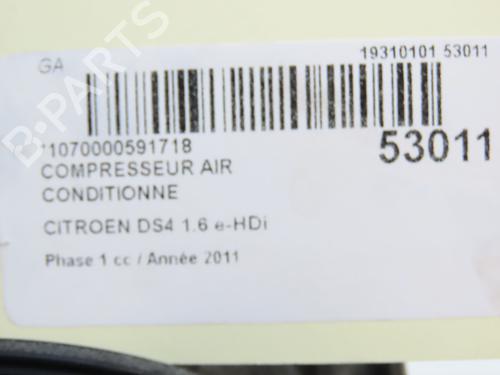 GA
19310101 53011
*1070000591718
53011
COMPRESSEUR AIR
CONDITIONNE
CITROEN DS4 1.6 e-HDi
Phase 1 cc / Année 2011
B-PARTS